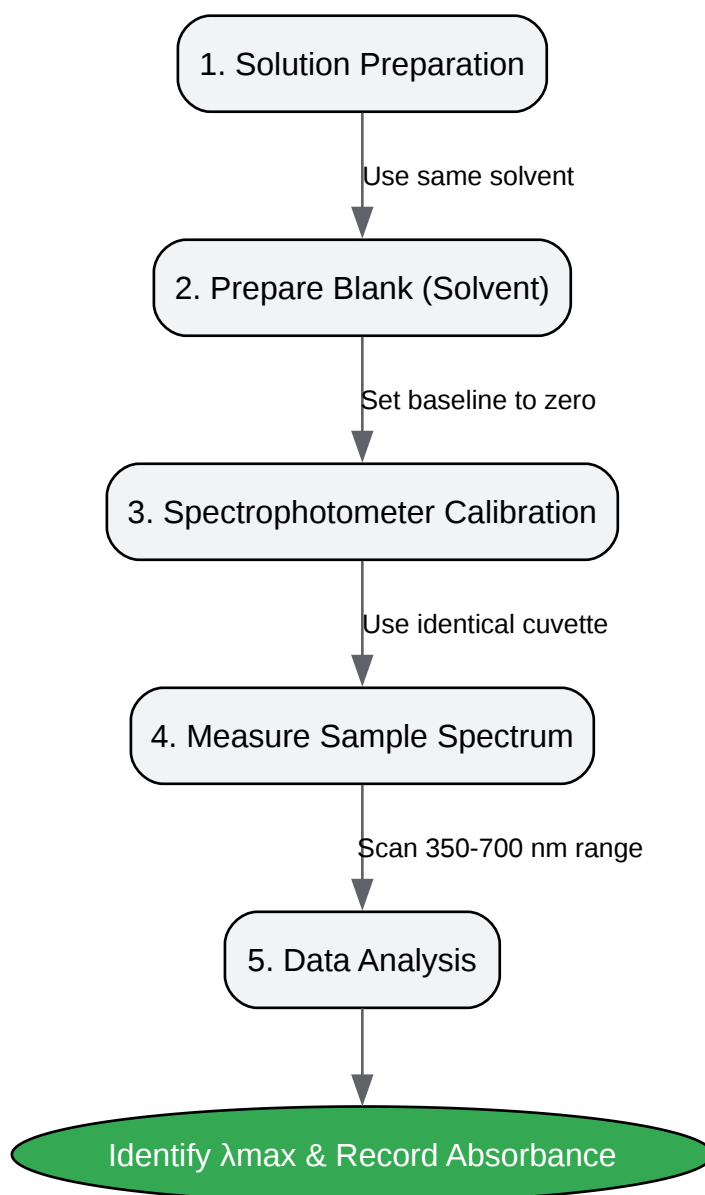 1. Solution Preparation
Use same solvent
2. Prepare Blank (Solvent)
Set baseline to zero
3. Spectrophotometer Calibration
Use identical cuvette
4. Measure Sample Spectrum
Scan 350-700 nm range
5. Data Analysis
Identify λmax & Record Absorbance